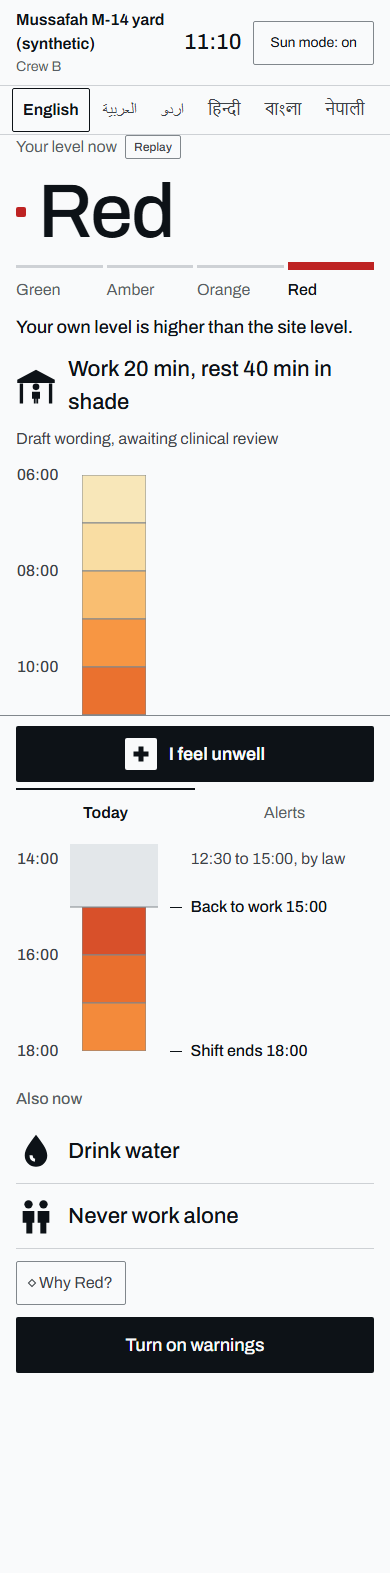 Mussafah M-14 yard
(synthetic)
Crew B
11:10
Sun mode: on
English
العربية
اردو
हिन्दी
বাংলা
नेपाली
Your level now
Replay
Red
Green
Amber
Orange
Red
Your own level is higher than the site level.
Work 20 min, rest 40 min in
shade
Draft wording, awaiting clinical review
06:00
08:00
10:00
I feel unwell
Today
Alerts
14:00
12:30 to 15:00, by law
Back to work 15:00
16:00
18:00
Shift ends 18:00
Also now
Drink water
Never work alone
Why Red?
Turn on warnings